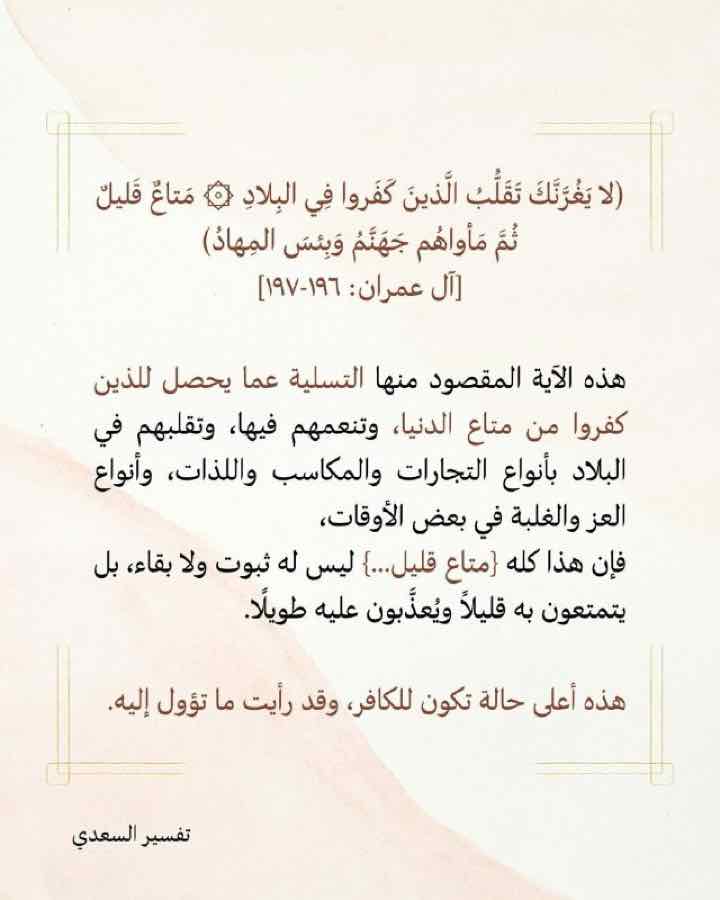 (لا يَغُرَّنَّكَ تَقَلُّبُ الَّذينَ كَفَروا فِي البِلادِ ۞ مَتاعٌ قَليلٌ
ثُمَّ مَأواهُم جَهَنَّمُ وَبِئسَ المِهادُ)
[آل عمران: ١٩٦-١٩٧]
هذه الآية المقصود منها التسلية عما يحصل للذين
كفروا من متاع الدنيا، وتنعمهم فيها، وتقلبهم في
البلاد بأنواع التجارات والمكاسب واللذات، وأنواع
العز والغلبة في بعض الأوقات،
فإن هذا كله {متاع قليل...} ليس له ثبوت ولا بقاء، بل
يتمتعون به قليلاً ويُعذَّبون عليه طويلًا.
هذه أعلى حالة تكون للكافر، وقد رأيت ما تؤول إليه.
تفسير السعدي